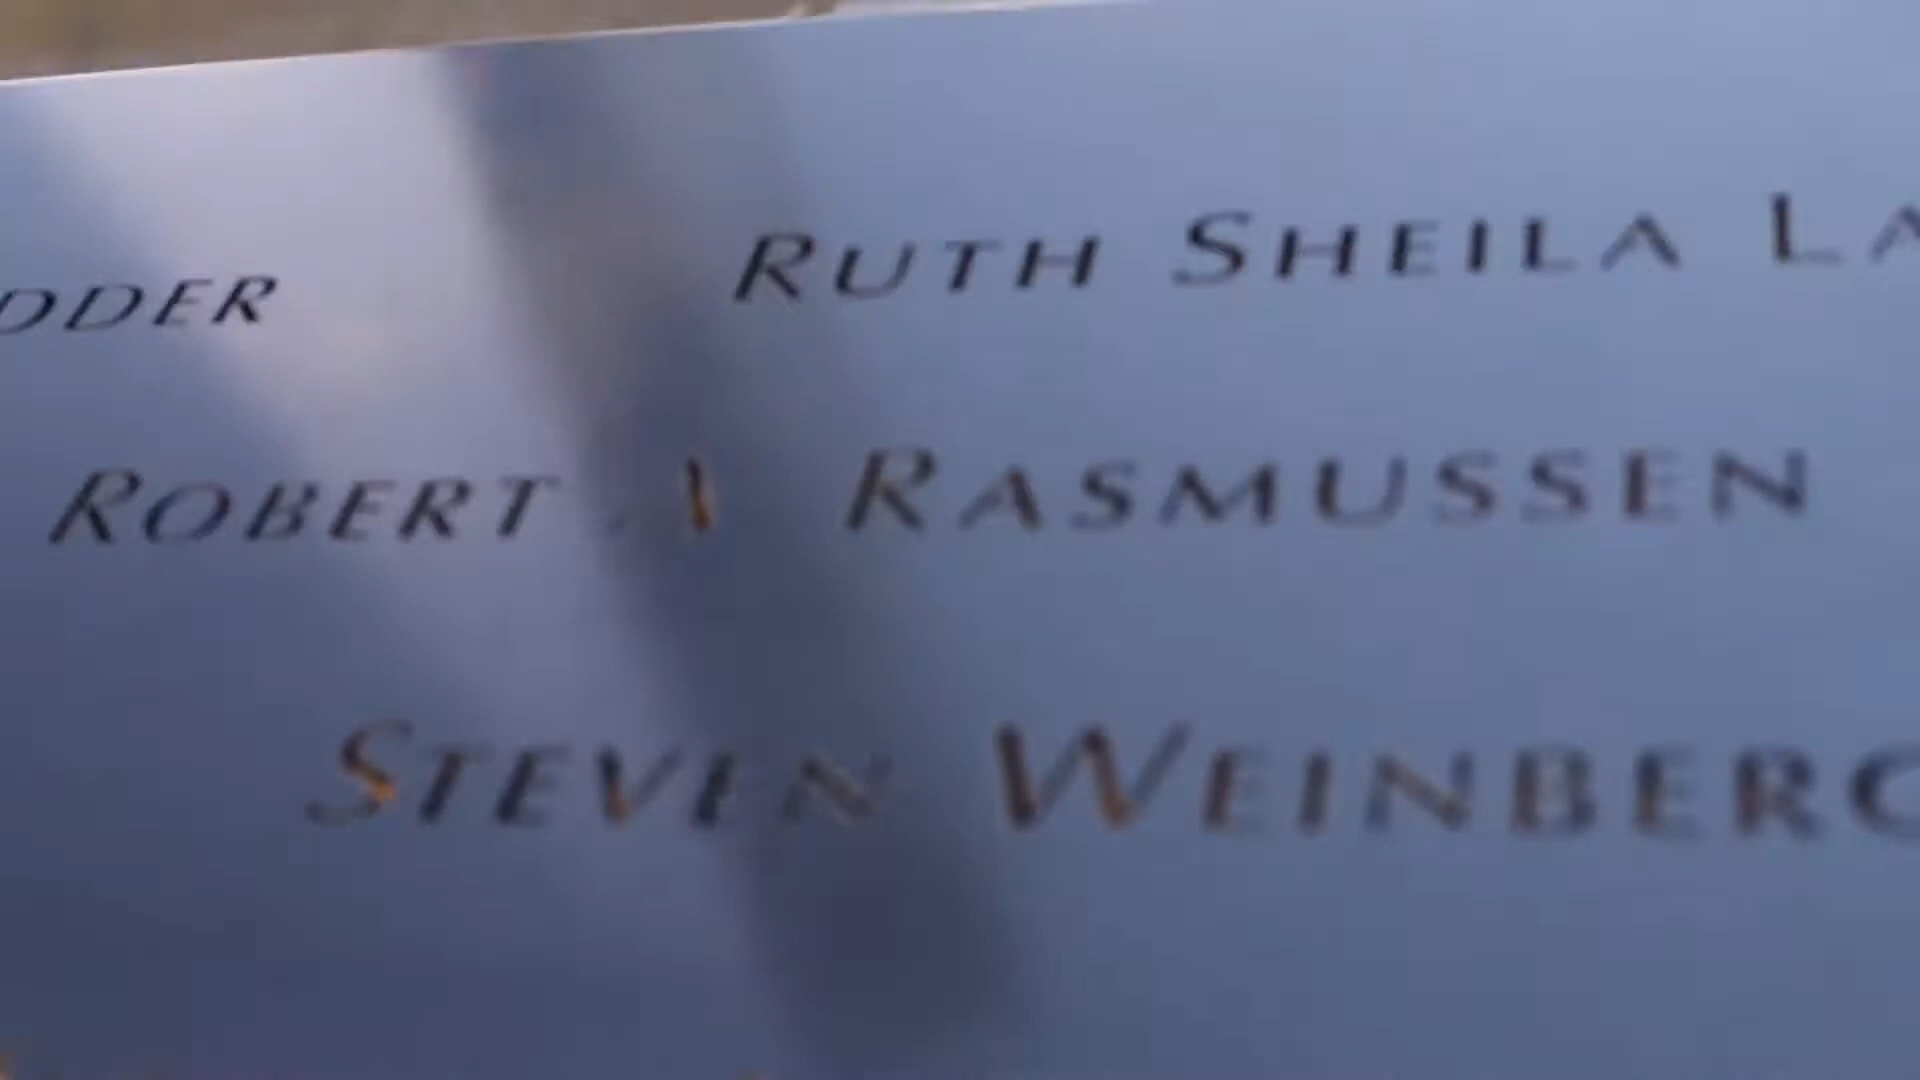 DDER RUTH SHEILA LA
ROBERT A RASMUSSEN
STEVEN WEINBERG